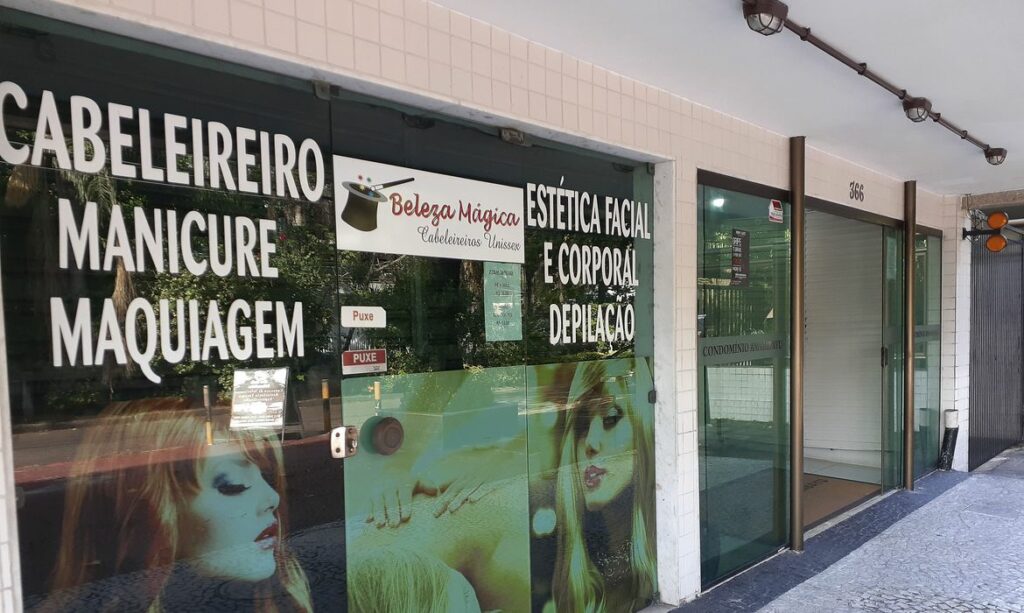 CABELEIREIRO
MANICURE
MAQUIAGEM
Beleza Mágica
Cabeleireiros Unissex
ESTÉTICA FACIAL
E CORPORAL
DEPILAÇÃO
Puxe
PUXE
366
CONDOMÍNIO